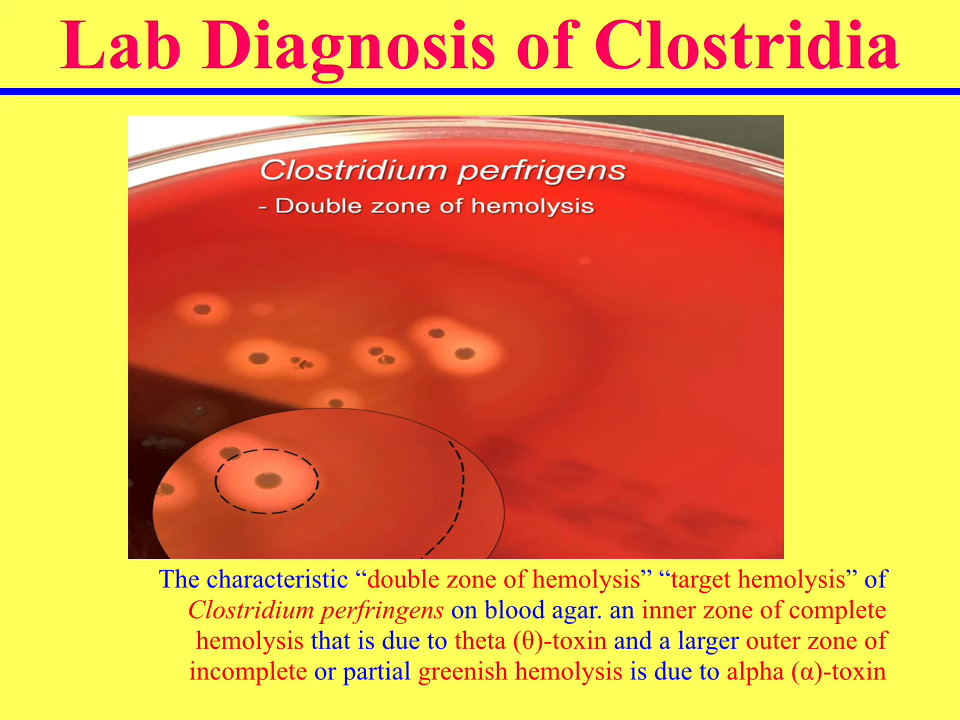 Lab Diagnosis of Clostridia
Clostridium perfrigens
- Double zone of hemolysis
The characteristic “double zone of hemolysis” “target hemolysis” of
Clostridium perfringens on blood agar. an inner zone of complete
hemolysis that is due to theta (θ)-toxin and a larger outer zone of
incomplete or partial greenish hemolysis is due to alpha (α)-toxin